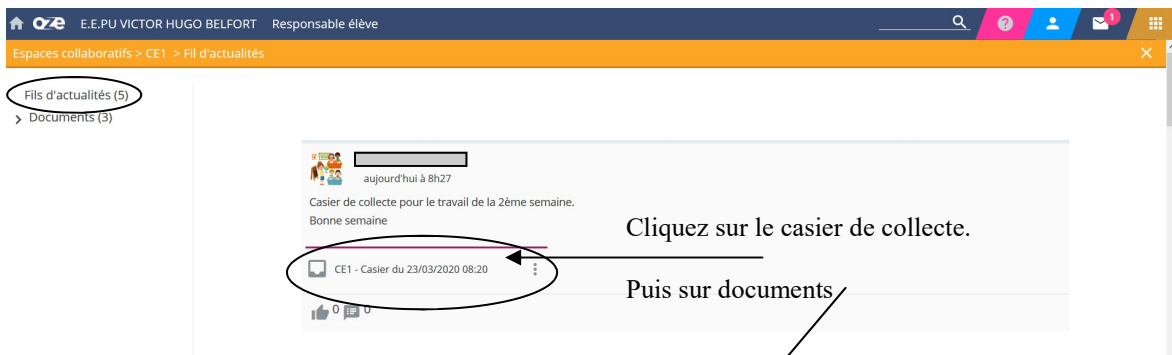 oze E.E.PU VICTOR HUGO BELFORT Responsable élève ? 1
Espaces collaboratifs > CE1 > Fil d'actualités
Fils d'actualités (5)
Documents (3)
aujourd'hui à 8h27
Casier de collecte pour le travail de la 2ème semaine.
Bonne semaine
Cliquez sur le casier de collecte.
CE1 - Casier du 23/03/2020 08:20
Puis sur documents
0 0